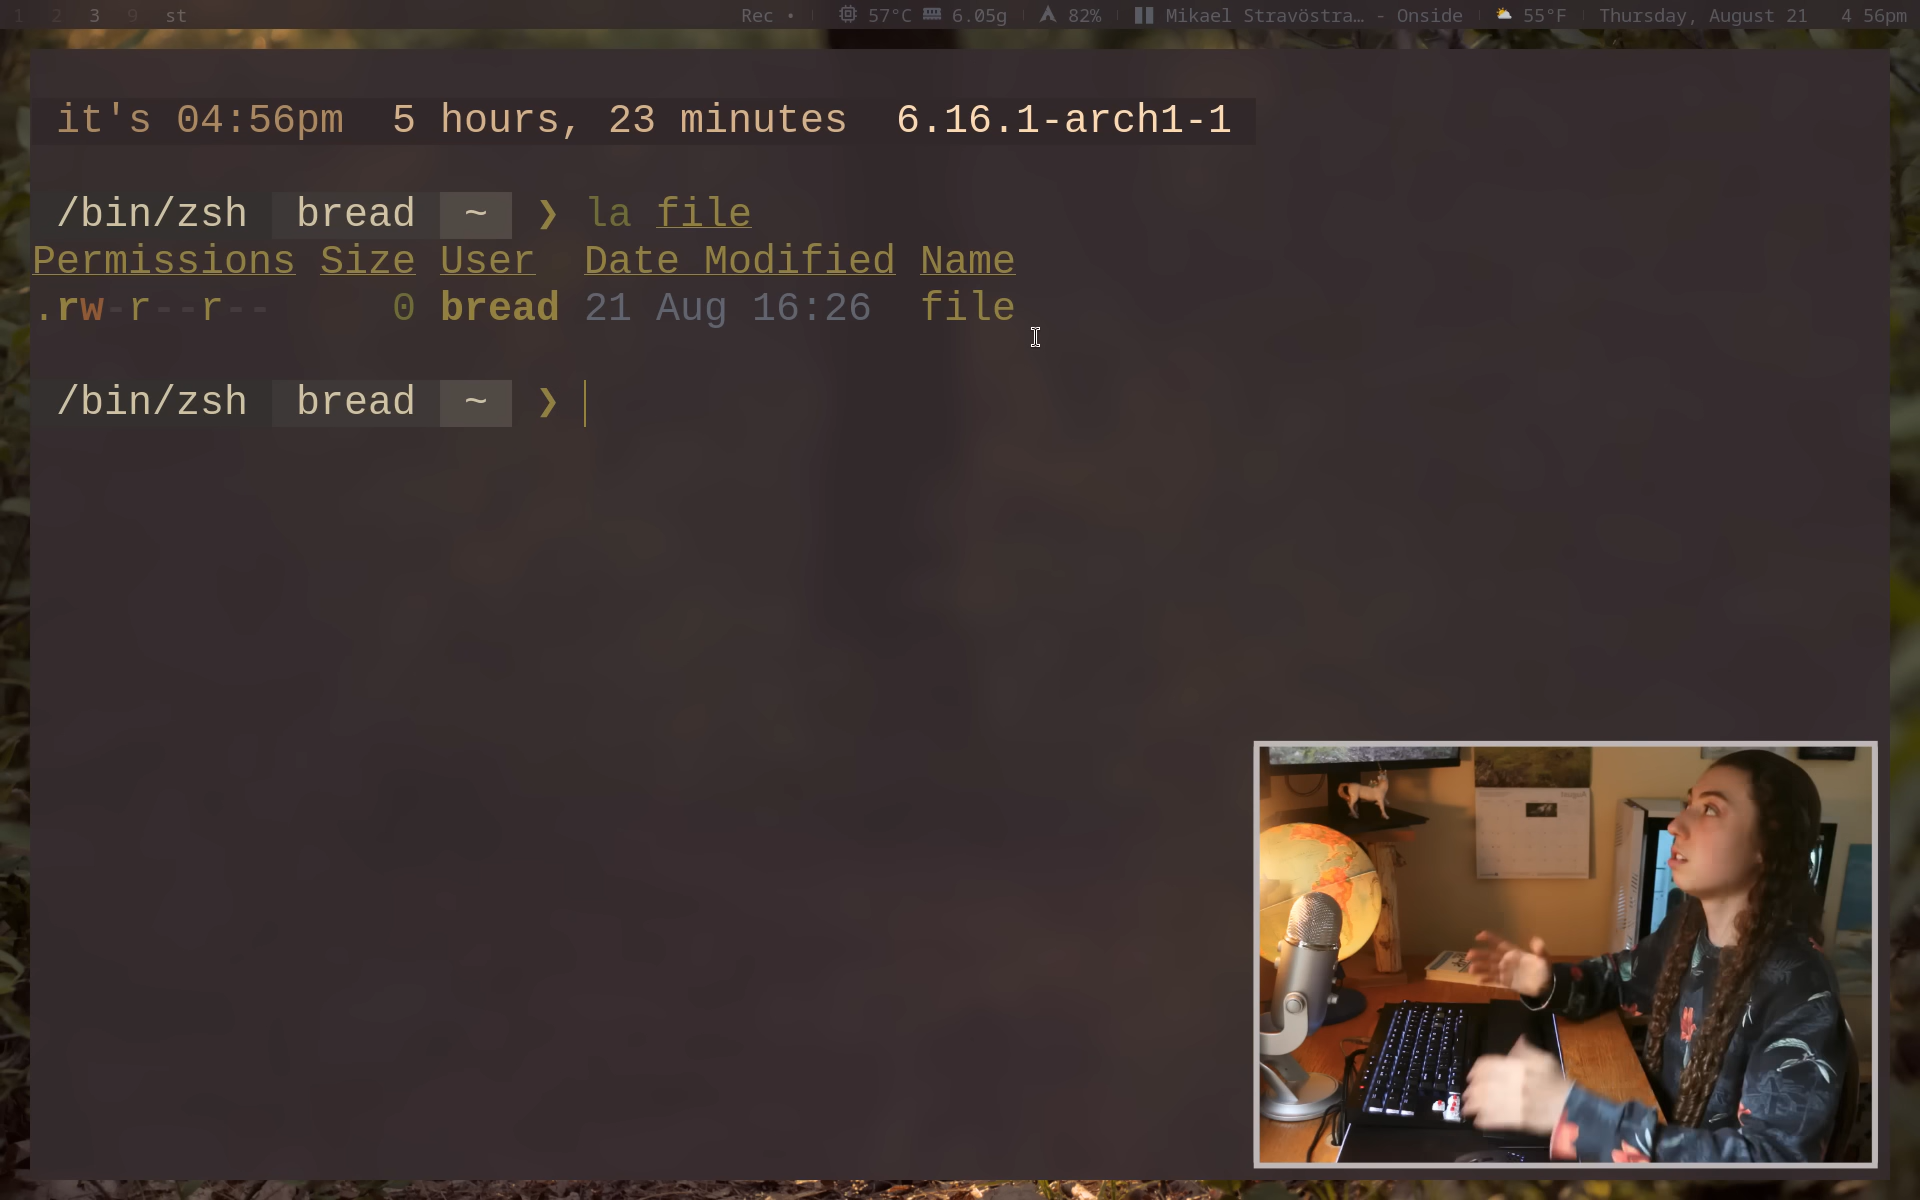 1 2 3 9 st Rec • 57°C 6.05g 82% Mikael Stravöstra… - Onside 55°F Thursday, August 21 4 56pm
it's 04:56pm 5 hours, 23 minutes 6.16.1-arch1-1
/bin/zsh bread ~ ❯ la file
Permissions Size User Date Modified Name
.rw-r--r-- 0 bread 21 Aug 16:26 file
/bin/zsh bread ~ ❯